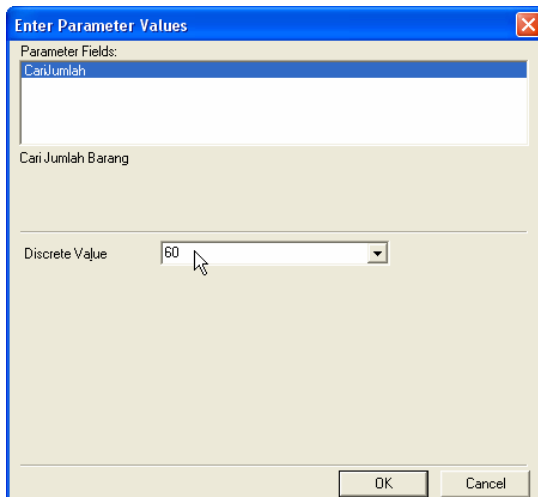 Enter Parameter Values
Parameter Fields:
CariJumlah
Cari Jumlah Barang
Discrete Value
60
OK
Cancel